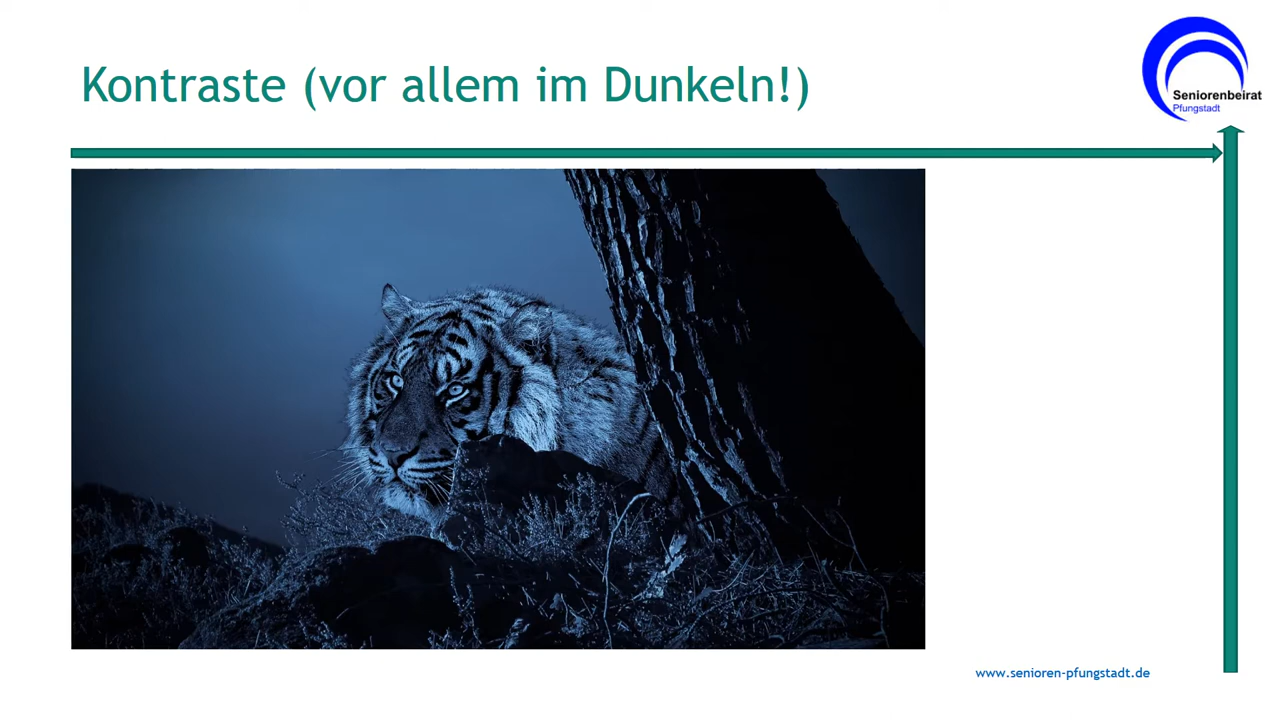 Kontraste (vor allem im Dunkeln!)
Seniorenbeirat
Pfungstadt
www.senioren-pfungstadt.de